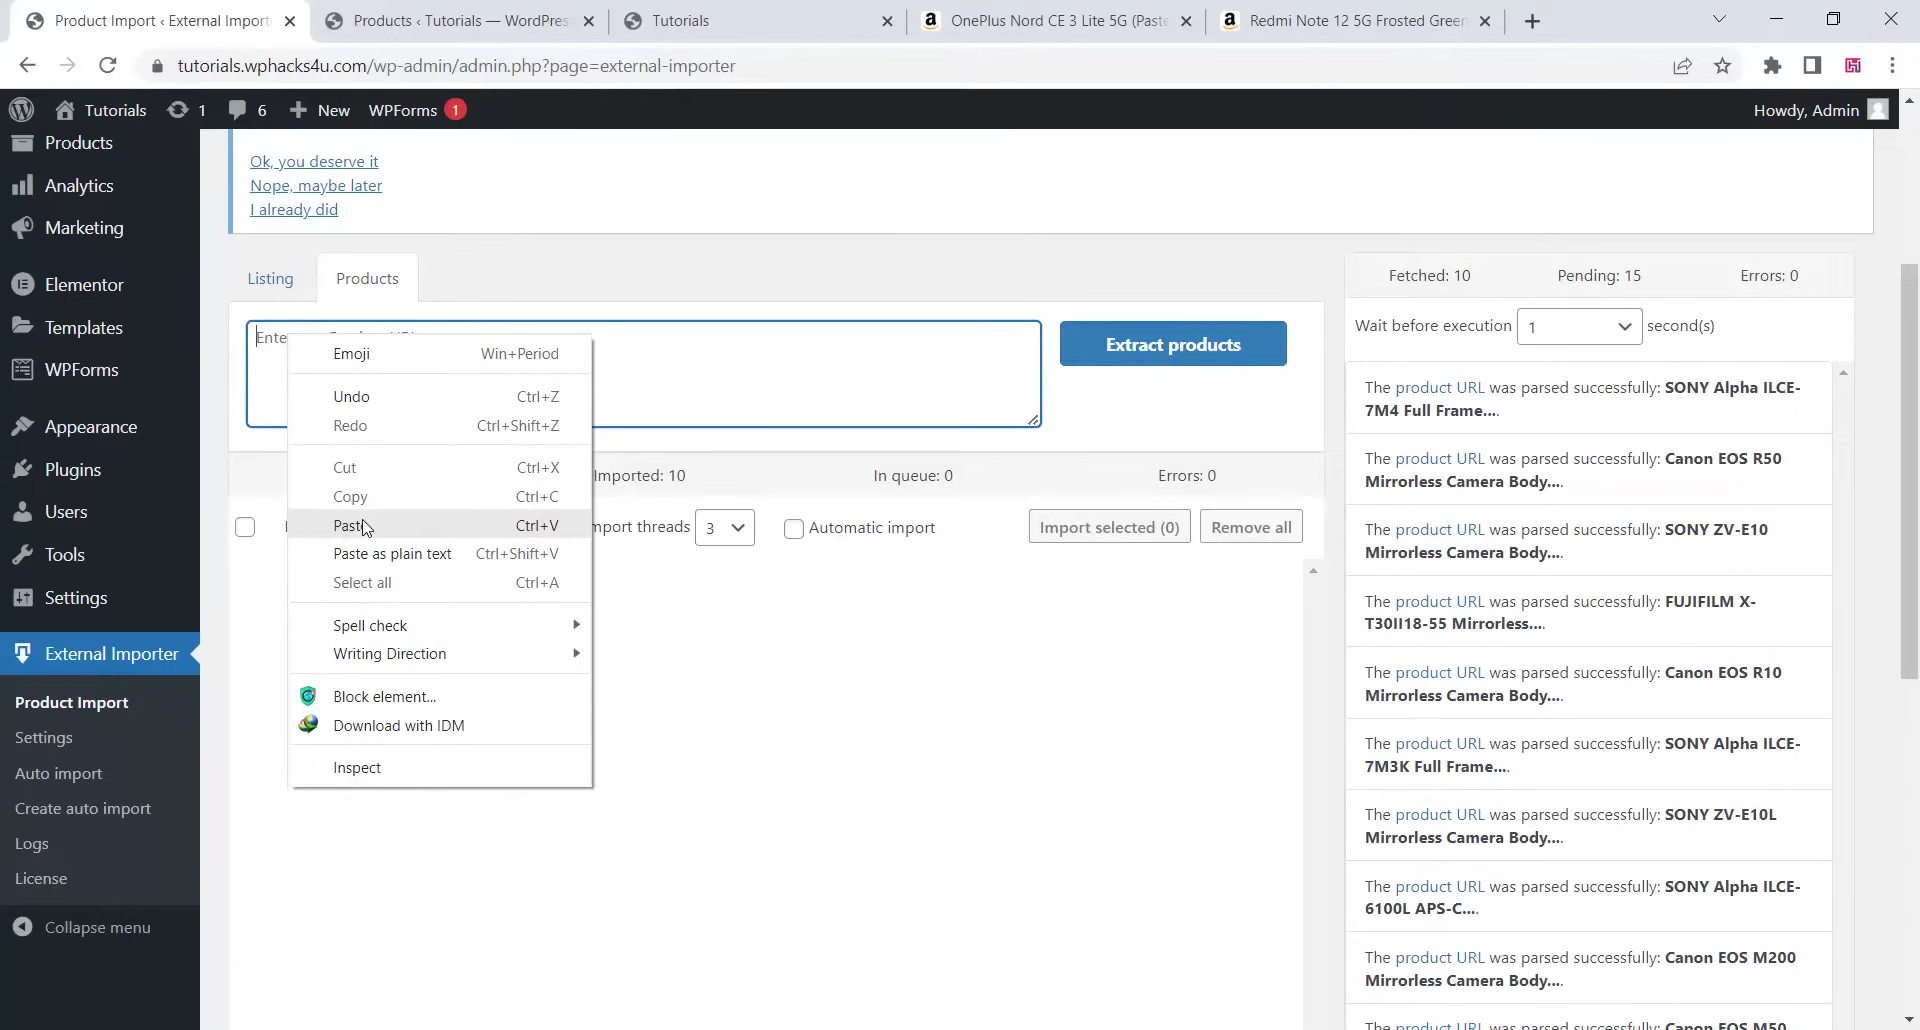 Product Import ‹ External Import
Products ‹ Tutorials — WordPres
Tutorials
OnePlus Nord CE 3 Lite 5G (Paste
Redmi Note 12 5G Frosted Green
tutorials.wphacks4u.com/wp-admin/admin.php?page=external-importer
Tutorials 1 6 New WPForms 1
Howdy, Admin
Products
Analytics
Marketing
Elementor
Templates
WPForms
Appearance
Plugins
Users
Tools
Settings
External Importer
Product Import
Settings
Auto import
Create auto import
Logs
License
Collapse menu
Ok, you deserve it
Nope, maybe later
I already did
Listing
Products
Extract products
Emoji Win+Period
Undo Ctrl+Z
Redo Ctrl+Shift+Z
Cut Ctrl+X
Copy Ctrl+C
Paste Ctrl+V
Paste as plain text Ctrl+Shift+V
Select all Ctrl+A
Spell check
Writing Direction
Block element...
Download with IDM
Inspect
Imported: 10 In queue: 0 Errors: 0
mport threads 3 Automatic import Import selected (0) Remove all
Fetched: 10 Pending: 15 Errors: 0
Wait before execution 1 second(s)
The product URL was parsed successfully: SONY Alpha ILCE-
7M4 Full Frame....
The product URL was parsed successfully: Canon EOS R50
Mirrorless Camera Body....
The product URL was parsed successfully: SONY ZV-E10
Mirrorless Camera Body....
The product URL was parsed successfully: FUJIFILM X-
T30II18-55 Mirrorless....
The product URL was parsed successfully: Canon EOS R10
Mirrorless Camera Body....
The product URL was parsed successfully: SONY Alpha ILCE-
7M3K Full Frame....
The product URL was parsed successfully: SONY ZV-E10L
Mirrorless Camera Body....
The product URL was parsed successfully: SONY Alpha ILCE-
6100L APS-C....
The product URL was parsed successfully: Canon EOS M200
Mirrorless Camera Body....
The product URL was parsed successfully: Canon EOS M50